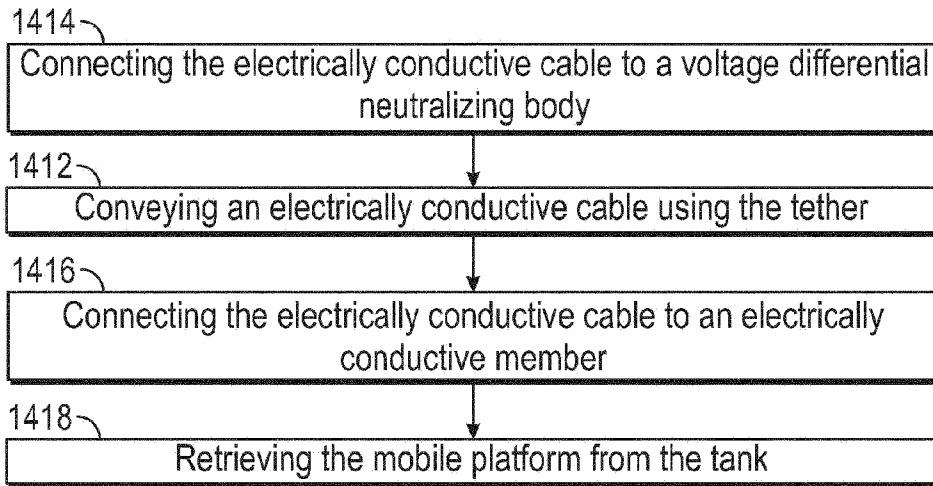 1414
Connecting the electrically conductive cable to a voltage differential
neutralizing body
1412
Conveying an electrically conductive cable using the tether
1416
Connecting the electrically conductive cable to an electrically
conductive member
1418
Retrieving the mobile platform from the tank